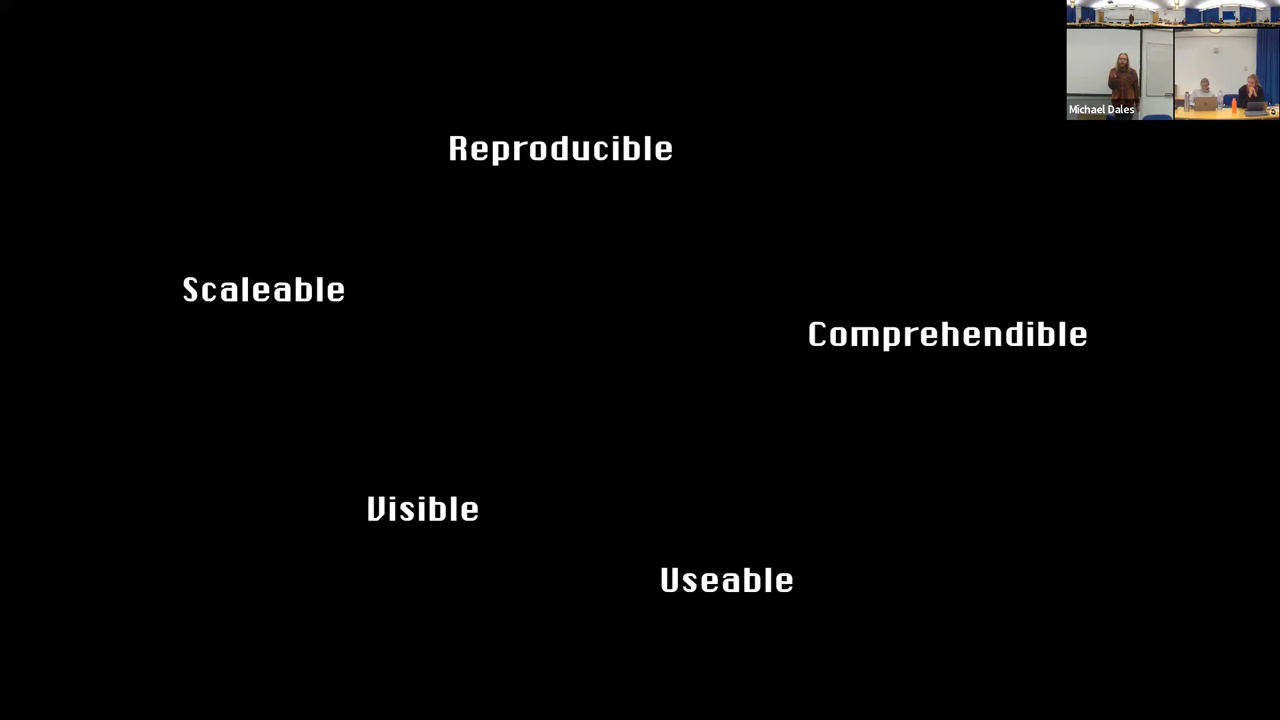 Michael Dales
Reproducible
Scaleable
Comprehendible
Visible
Useable